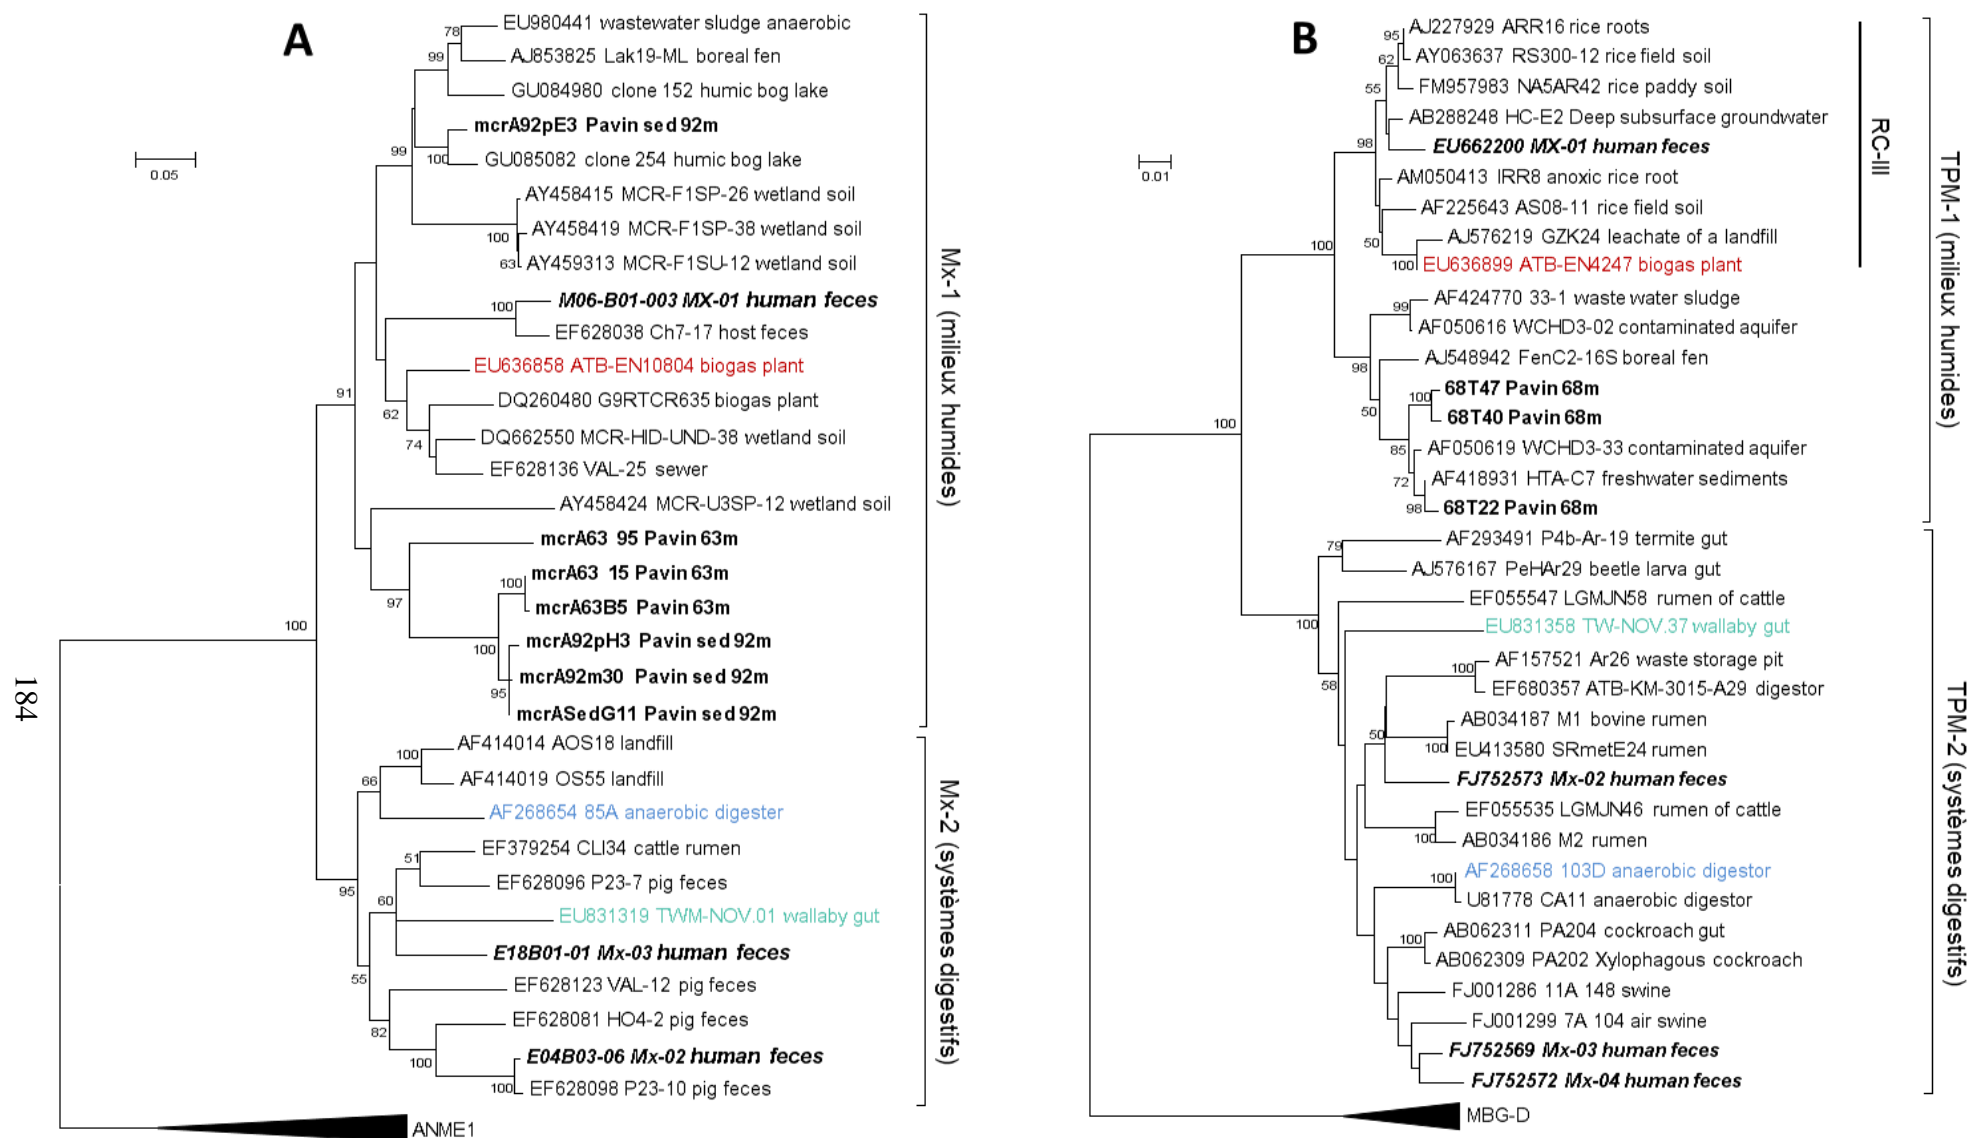 A
78
EU980441 wastewater sludge anaerobic
99
AJ853825 Lak19-ML boreal fen
GU084980 clone 152 humic bog lake
mcrA92pE3 Pavin sed 92m
99
100
GU085082 clone 254 humic bog lake
0.05
AY458415 MCR-F1SP-26 wetland soil
AY458419 MCR-F1SP-38 wetland soil
100
63
AY459313 MCR-F1SU-12 wetland soil
M06-B01-003 MX-01 human feces
100
EF628038 Ch7-17 host feces
EU636858 ATB-EN10804 biogas plant
91
DQ260480 G9RTCR635 biogas plant
62
DQ662550 MCR-HID-UND-38 wetland soil
74
EF628136 VAL-25 sewer
AY458424 MCR-U3SP-12 wetland soil
mcrA63 95 Pavin 63m
mcrA63 15 Pavin 63m
100
97
mcrA63B5 Pavin 63m
100
mcrA92pH3 Pavin sed 92m
100
mcrA92m30 Pavin sed 92m
95
mcrASedG11 Pavin sed 92m
Mx-1 (milieux humides)
AF414014 AOS18 landfill
100
66
AF414019 OS55 landfill
AF268654 85A anaerobic digester
EF379254 CLI34 cattle rumen
51
95
EF628096 P23-7 pig feces
60
EU831319 TWM-NOV.01 wallaby gut
E18B01-01 Mx-03 human feces
55
EF628123 VAL-12 pig feces
82
EF628081 HO4-2 pig feces
100
E04B03-06 Mx-02 human feces
100
EF628098 P23-10 pig feces
ANME1
Mx-2 (systèmes digestifs)
184
B
AJ227929 ARR16 rice roots
95
62
AY063637 RS300-12 rice field soil
55
FM957983 NA5AR42 rice paddy soil
AB288248 HC-E2 Deep subsurface groundwater
98
EU662200 MX-01 human feces
0.01
AM050413 IRR8 anoxic rice root
AF225643 AS08-11 rice field soil
100
50
AJ576219 GZK24 leachate of a landfill
100
EU636899 ATB-EN4247 biogas plant
RC-III
AF424770 33-1 waste water sludge
99
AF050616 WCHD3-02 contaminated aquifer
98
AJ548942 FenC2-16S boreal fen
68T47 Pavin 68m
100
50
68T40 Pavin 68m
100
85
AF050619 WCHD3-33 contaminated aquifer
72
AF418931 HTA-C7 freshwater sediments
98
68T22 Pavin 68m
TPM-1 (milieux humides)
AF293491 P4b-Ar-19 termite gut
79
AJ576167 PeHAr29 beetle larva gut
EF055547 LGMJN58 rumen of cattle
100
EU831358 TW-NOV.37 wallaby gut
AF157521 Ar26 waste storage pit
100
58
EF680357 ATB-KM-3015-A29 digestor
AB034187 M1 bovine rumen
50
100
EU413580 SRmetE24 rumen
FJ752573 Mx-02 human feces
EF055535 LGMJN46 rumen of cattle
100
AB034186 M2 rumen
AF268658 103D anaerobic digestor
100
U81778 CA11 anaerobic digestor
AB062311 PA204 cockroach gut
100
AB062309 PA202 Xylophagous cockroach
FJ001286 11A 148 swine
FJ001299 7A 104 air swine
FJ752569 Mx-03 human feces
FJ752572 Mx-04 human feces
MBG-D
TPM-2 (systèmes digestifs)